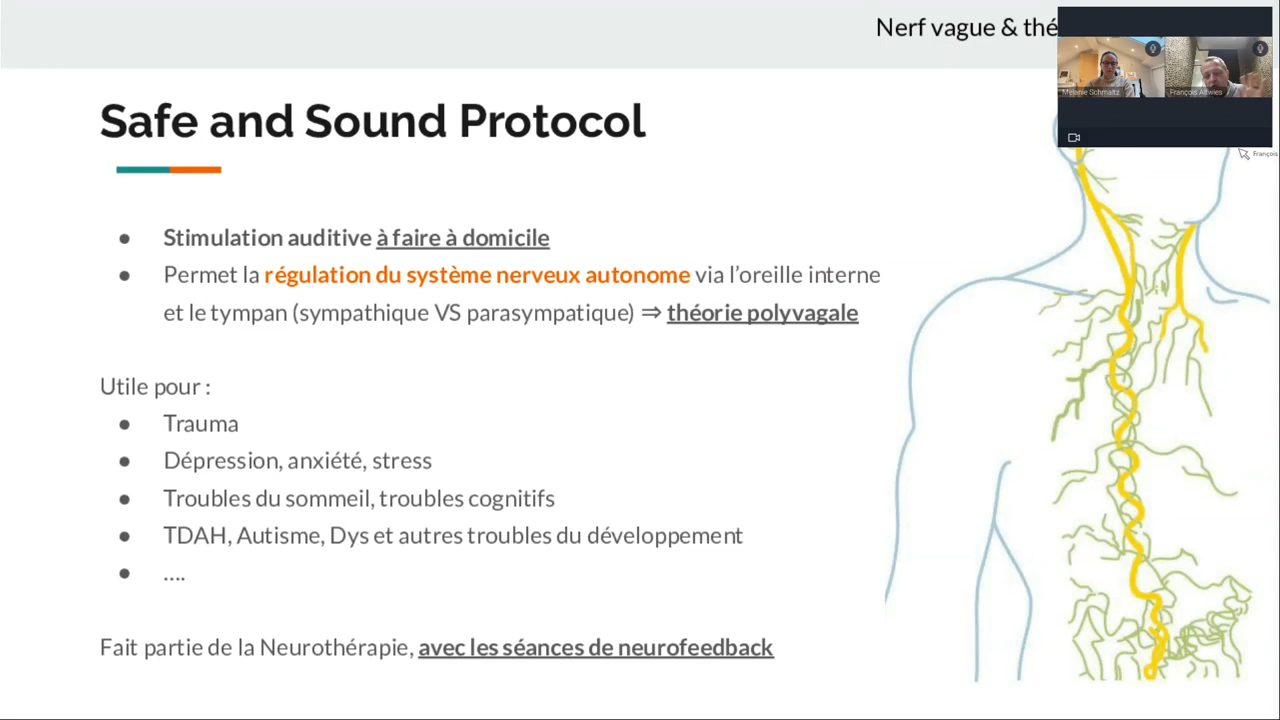 Nerf vague & thé
Mélanie Schmaltz
François Allwies
François
Safe and Sound Protocol
● Stimulation auditive à faire à domicile
● Permet la régulation du système nerveux autonome via l’oreille interne
et le tympan (sympathique VS parasympatique) ⇒ théorie polyvagale
Utile pour :
● Trauma
● Dépression, anxiété, stress
● Troubles du sommeil, troubles cognitifs
● TDAH, Autisme, Dys et autres troubles du développement
● ....
Fait partie de la Neurothérapie, avec les séances de neurofeedback